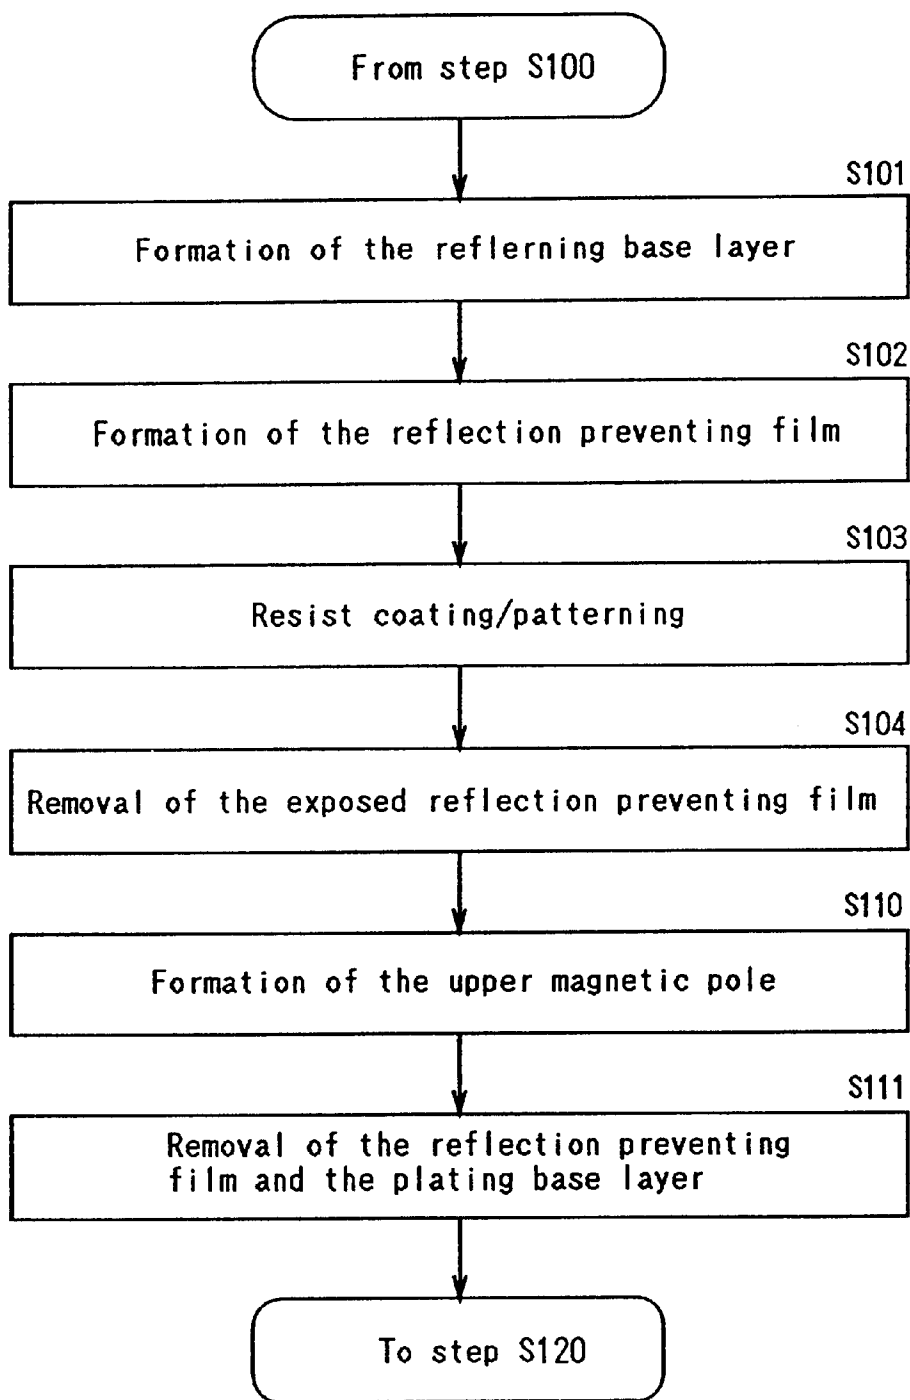 From step S100
S101
Formation of the reflerning base layer
S102
Formation of the reflection preventing film
S103
Resist coating/patterning
S104
Removal of the exposed reflection preventing film
S110
Formation of the upper magnetic pole
S111
Removal of the reflection preventing
film and the plating base layer
To step S120